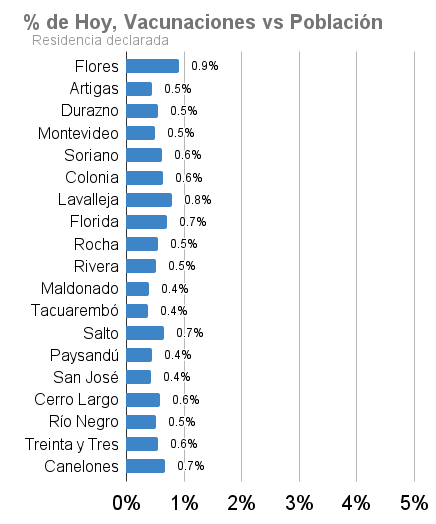 % de Hoy, Vacunaciones vs Población
Residencia declarada
Flores 0.9%
Artigas 0.5%
Durazno 0.5%
Montevideo 0.5%
Soriano 0.6%
Colonia 0.6%
Lavalleja 0.8%
Florida 0.7%
Rocha 0.5%
Rivera 0.5%
Maldonado 0.4%
Tacuarembó 0.4%
Salto 0.7%
Paysandú 0.4%
San José 0.4%
Cerro Largo 0.6%
Río Negro 0.5%
Treinta y Tres 0.6%
Canelones 0.7%
0% 1% 2% 3% 4% 5%